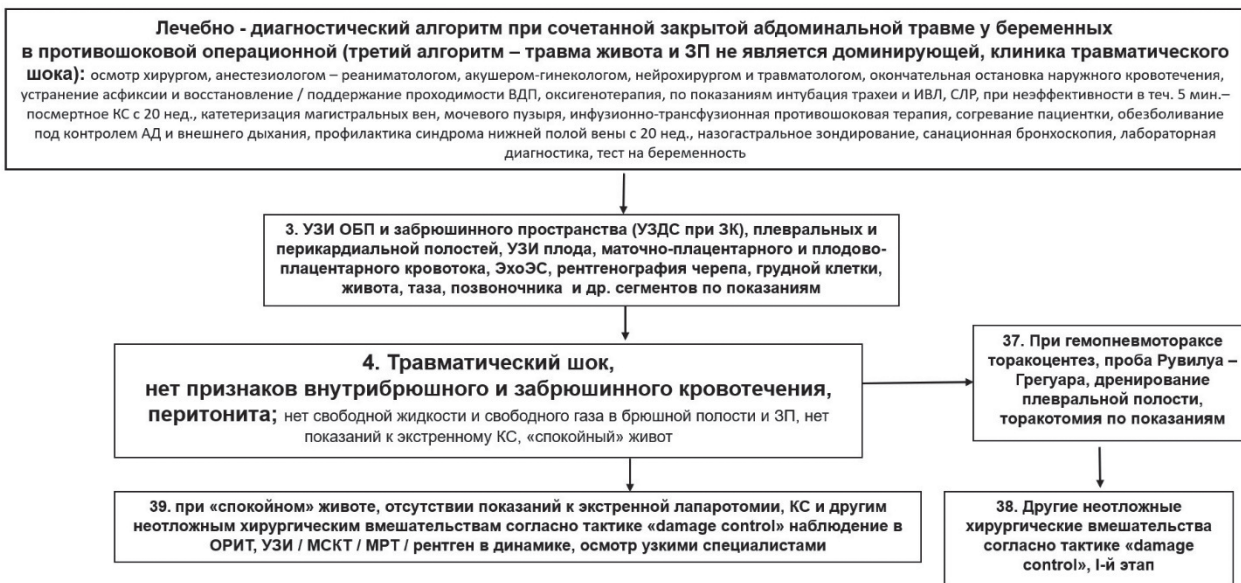 Лечебно - диагностический алгоритм при сочетанной закрытой абдоминальной травме у беременных
в противошоковой операционной (третий алгоритм – травма живота и ЗП не является доминирующей, клиника травматического
шока): осмотр хирургом, анестезиологом – реаниматологом, акушером-гинекологом, нейрохирургом и травматологом, окончательная остановка наружного кровотечения,
устранение асфиксии и восстановление / поддержание проходимости ВДП, оксигенотерапия, по показаниям интубация трахеи и ИВЛ, СЛР, при неэффективности в теч. 5 мин.–
посмертное КС с 20 нед., катетеризация магистральных вен, мочевого пузыря, инфузионно-трансфузионная противошоковая терапия, согревание пациентки, обезболивание
под контролем АД и внешнего дыхания, профилактика синдрома нижней полой вены с 20 нед., назогастральное зондирование, санационная бронхоскопия, лабораторная
диагностика, тест на беременность
3. УЗИ ОБП и забрюшинного пространства (УЗДС при ЗК), плевральных и
перикардиальной полостей, УЗИ плода, маточно-плацентарного и плодово-
плацентарного кровотока, ЭхоЭС, рентгенография черепа, грудной клетки,
живота, таза, позвоночника и др. сегментов по показаниям
4. Травматический шок,
нет признаков внутрибрюшного и забрюшинного кровотечения,
перитонита; нет свободной жидкости и свободного газа в брюшной полости и ЗП, нет
показаний к экстренному КС, «спокойный» живот
37. При гемопневмотораксе
торакоцентез, проба Рувилуа –
Грегуара, дренирование
плевральной полости,
торакотомия по показаниям
39. при «спокойном» животе, отсутствии показаний к экстренной лапаротомии, КС и другим
неотложным хирургическим вмешательствам согласно тактике «damage control» наблюдение в
ОРИТ, УЗИ / МСКТ / МРТ / рентген в динамике, осмотр узкими специалистами
38. Другие неотложные
хирургические вмешательства
согласно тактике «damage
control», I-й этап